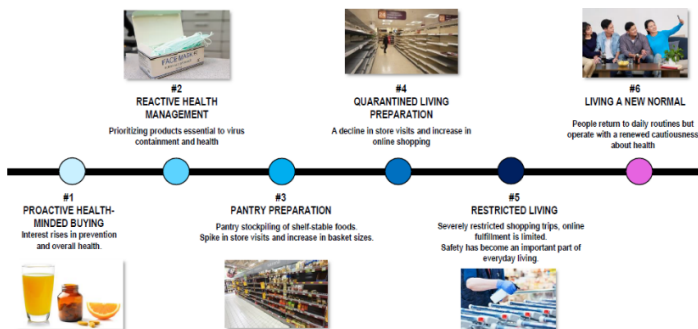 #1
PROACTIVE HEALTH-
MINDED BUYING
Interest rises in prevention
and overall health.
#2
REACTIVE HEALTH
MANAGEMENT
Prioritizing products essential to virus
containment and health
FACE MASK
#3
PANTRY PREPARATION
Pantry stockpiling of shelf-stable foods.
Spike in store visits and increase in basket sizes.
#4
QUARANTINED LIVING
PREPARATION
A decline in store visits and increase in
online shopping
#5
RESTRICTED LIVING
Severely restricted shopping trips, online
fulfillment is limited.
Safety has become an important part of
everyday living.
#6
LIVING A NEW NORMAL
People return to daily routines but
operate with a renewed cautiousness
about health